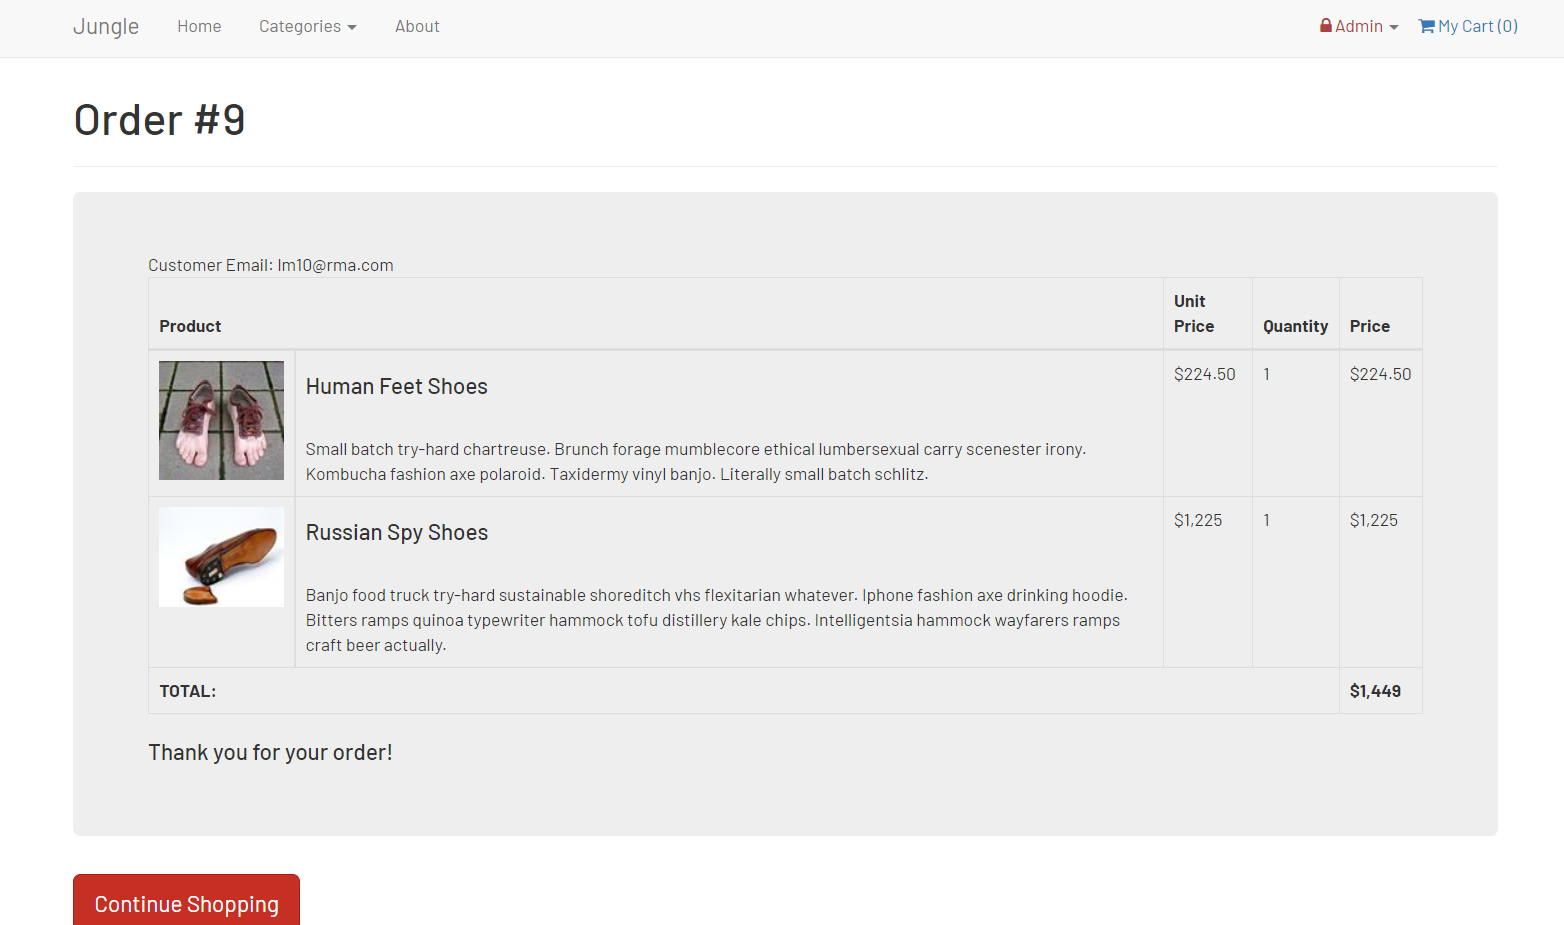 Jungle Home Categories About Admin My Cart (0)
Order #9
Customer Email: lm10@rma.com
Product Unit Price Quantity Price
Human Feet Shoes $224.50 1 $224.50
Small batch try-hard chartreuse. Brunch forage mumblecore ethical lumbersexual carry scenester irony.
Kombucha fashion axe polaroid. Taxidermy vinyl banjo. Literally small batch schlitz.
Russian Spy Shoes $1,225 1 $1,225
Banjo food truck try-hard sustainable shoreditch vhs flexitarian whatever. Iphone fashion axe drinking hoodie.
Bitters ramps quinoa typewriter hammock tofu distillery kale chips. Intelligentsia hammock wayfarers ramps
craft beer actually.
TOTAL: $1,449
Thank you for your order!
Continue Shopping